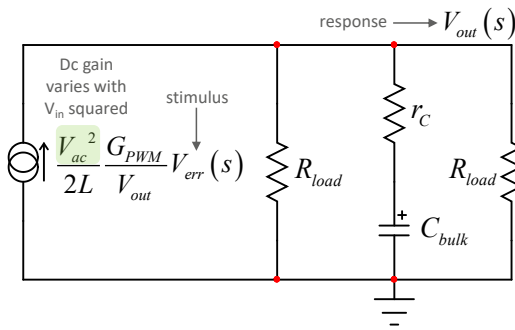 response V_out(s)
Dc gain
varies with
V_in squared
stimulus
V_ac^2/2L G_PWM/V_out V_err(s)
R_load
r_C
+
C_bulk
R_load